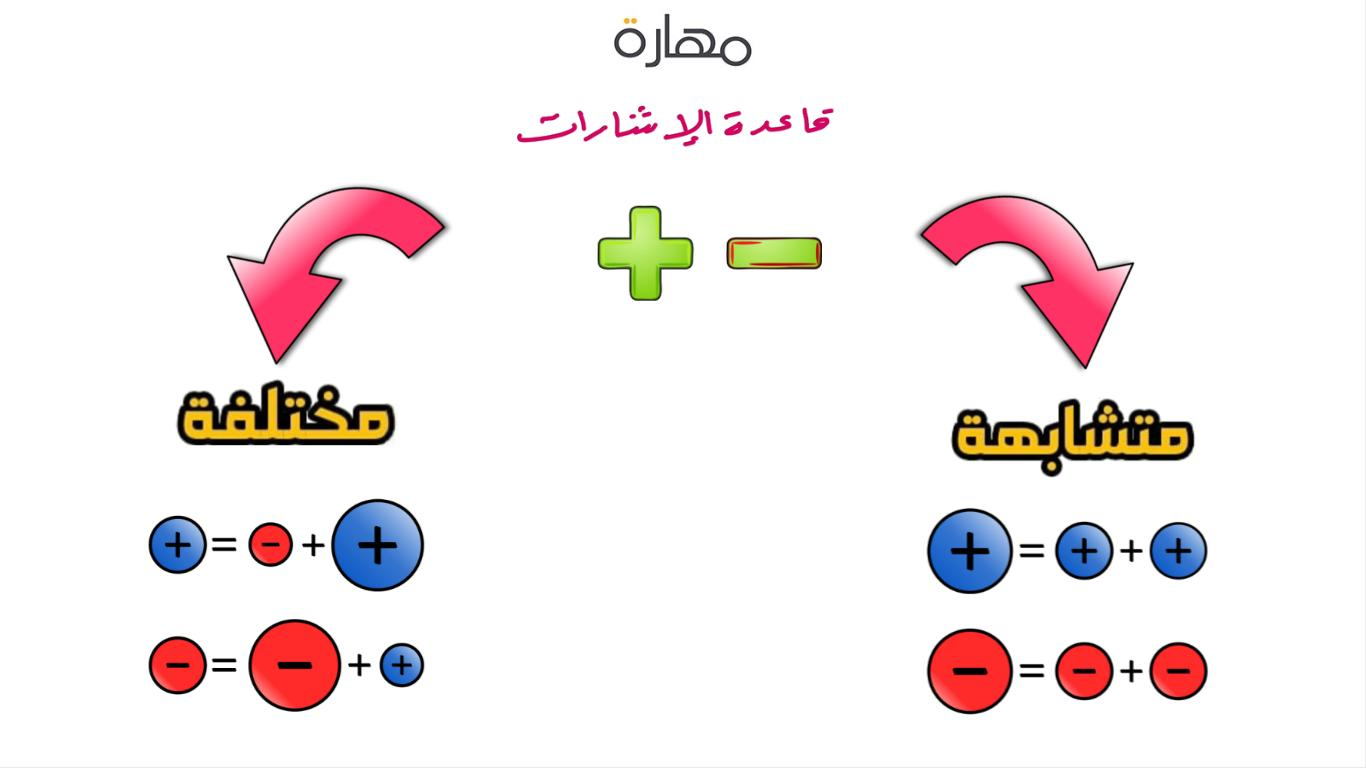 مهارة
قاعدة الإشارات
+ −
متشابهة
+ + + = +
− + − = −
مختلفة
+ + − = +
+ + − = −